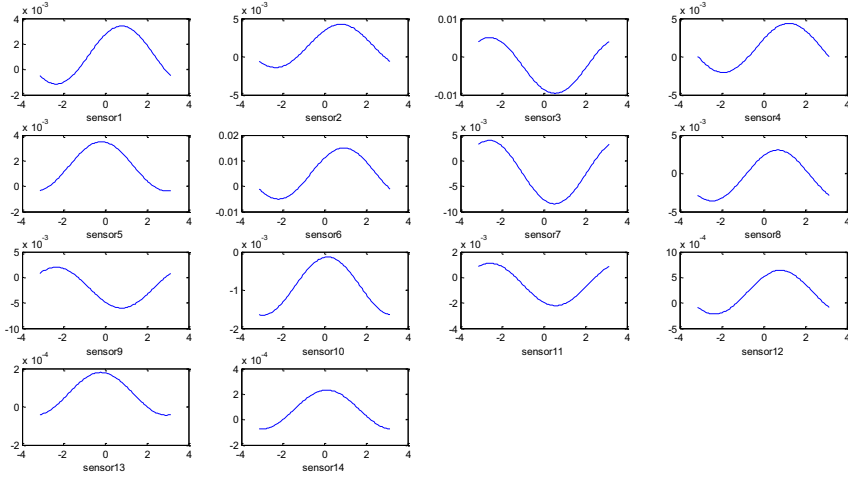 x 10^-3
4
2
0
-2
-4 -2 0 2 4
sensor1
x 10^-3
5
0
-5
-4 -2 0 2 4
sensor2
0.01
0
-0.01
-4 -2 0 2 4
sensor3
x 10^-3
5
0
-5
-4 -2 0 2 4
sensor4
x 10^-3
4
2
0
-2
-4 -2 0 2 4
sensor5
0.02
0.01
0
-0.01
-4 -2 0 2 4
sensor6
x 10^-3
5
0
-5
-10
-4 -2 0 2 4
sensor7
x 10^-3
5
0
-5
-4 -2 0 2 4
sensor8
x 10^-3
5
0
-5
-10
-4 -2 0 2 4
sensor9
x 10^-3
0
-1
-2
-4 -2 0 2 4
sensor10
x 10^-3
2
0
-2
-4
-4 -2 0 2 4
sensor11
x 10^-4
10
5
0
-5
-4 -2 0 2 4
sensor12
x 10^-4
2
0
-2
-4 -2 0 2 4
sensor13
x 10^-4
4
2
0
-2
-4 -2 0 2 4
sensor14